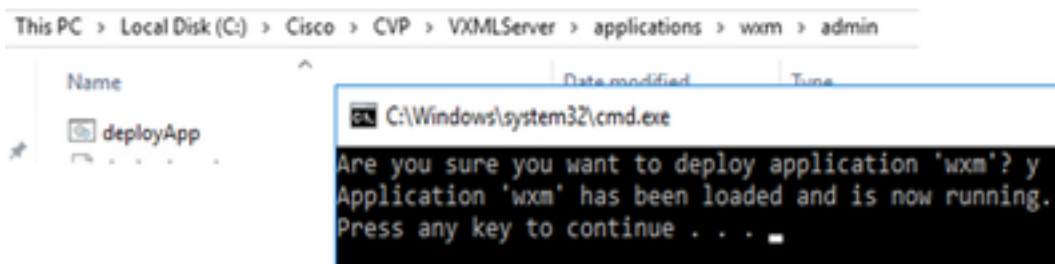 This PC > Local Disk (C:) > Cisco > CVP > VXMLServer > applications > wxm > admin
Name Date modified Type
C:\Windows\system32\cmd.exe
deployApp
Are you sure you want to deploy application 'wxm'? y
Application 'wxm' has been loaded and is now running.
Press any key to continue . . .